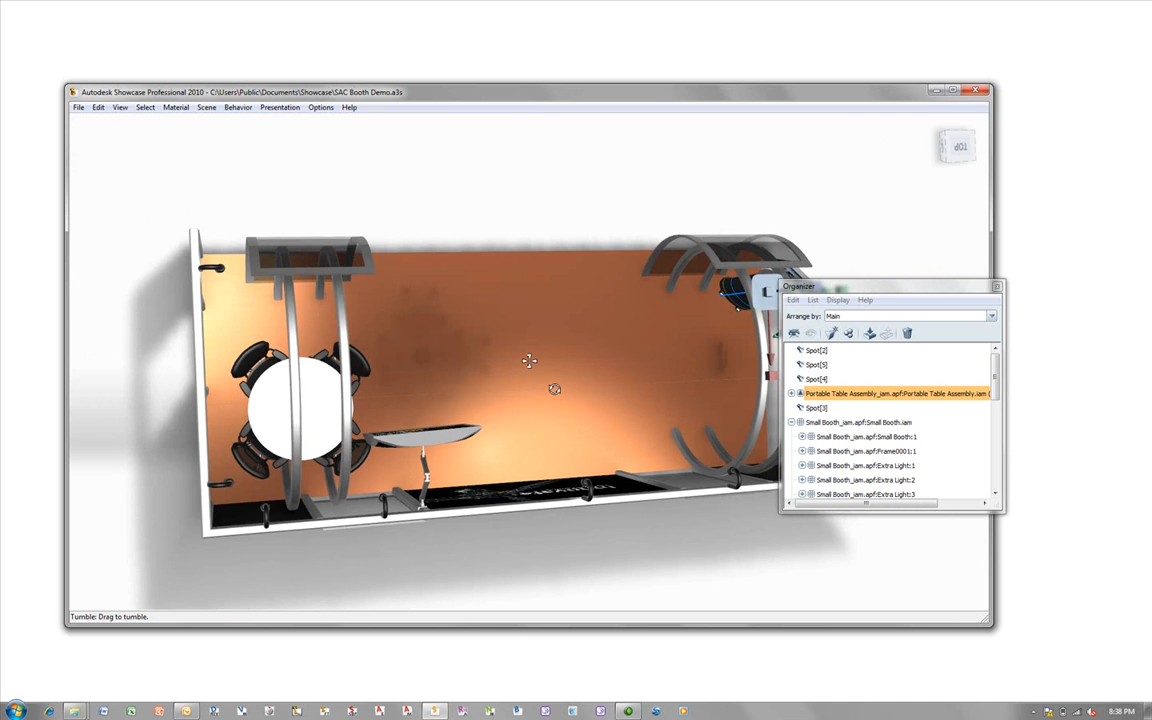 Autodesk Showcase Professional 2010 - C:\Users\Public\Documents\Showcase\SAC Booth Demo.a3s
File Edit View Select Material Scene Behavior Presentation Options Help
TOP
Organizer
Edit List Display Help
Arrange by: Main
Spot[2]
Spot[5]
Spot[4]
Portable Table Assembly_iam.apf:Portable Table Assembly.iam (
Spot[3]
Small Booth_iam.apf:Small Booth.iam
Small Booth_iam.apf:Small Booth:1
Small Booth_iam.apf:Frame0001:1
Small Booth_iam.apf:Extra Light:1
Small Booth_iam.apf:Extra Light:2
Small Booth_iam.apf:Extra Light:3
Tumble: Drag to tumble.
8:38 PM